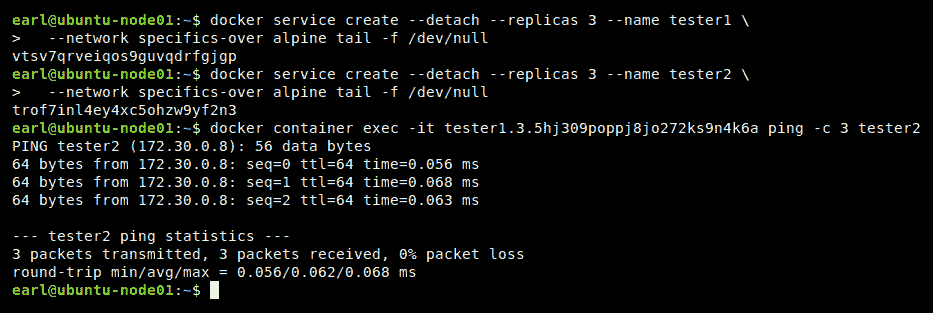 earl@ubuntu-node01:~$ docker service create --detach --replicas 3 --name tester1 \
>   --network specifics-over alpine tail -f /dev/null
vtsv7qrveiqos9guvqdrfgjgp
earl@ubuntu-node01:~$ docker service create --detach --replicas 3 --name tester2 \
>   --network specifics-over alpine tail -f /dev/null
trof7inl4ey4xc5ohzw9yf2n3
earl@ubuntu-node01:~$ docker container exec -it tester1.3.5hj309poppj8jo272ks9n4k6a ping -c 3 tester2
PING tester2 (172.30.0.8): 56 data bytes
64 bytes from 172.30.0.8: seq=0 ttl=64 time=0.056 ms
64 bytes from 172.30.0.8: seq=1 ttl=64 time=0.068 ms
64 bytes from 172.30.0.8: seq=2 ttl=64 time=0.063 ms

--- tester2 ping statistics ---
3 packets transmitted, 3 packets received, 0% packet loss
round-trip min/avg/max = 0.056/0.062/0.068 ms
earl@ubuntu-node01:~$